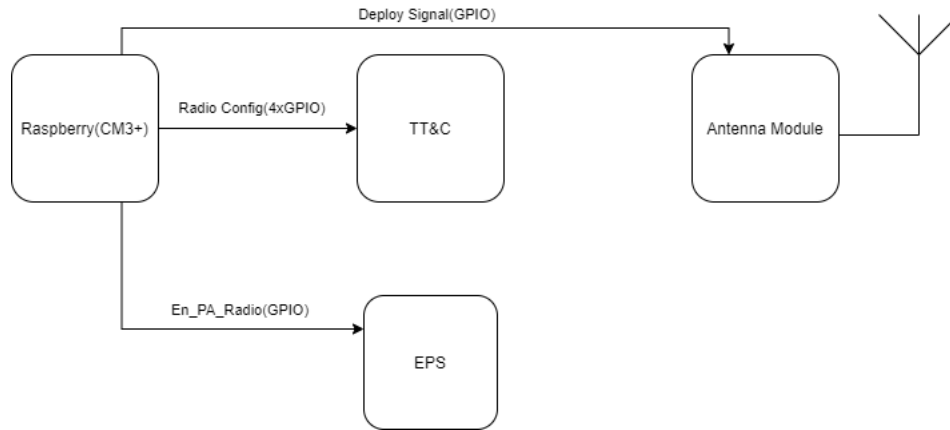 Deploy Signal(GPIO)
Raspberry(CM3+)
Radio Config(4xGPIO)
TT&C
Antenna Module
En_PA_Radio(GPIO)
EPS